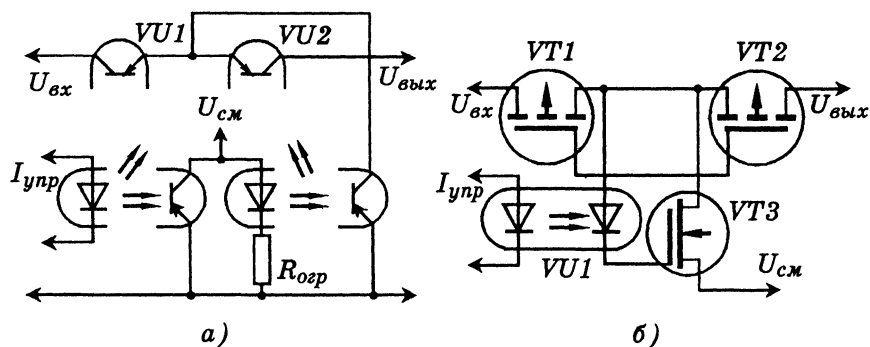 VU1 VU2
Uвх Uвых
Uсм
Iупр
Rогр
а)
VT1 VT2
Uвх Uвых
Iупр
VU1
VT3
Uсм
б)